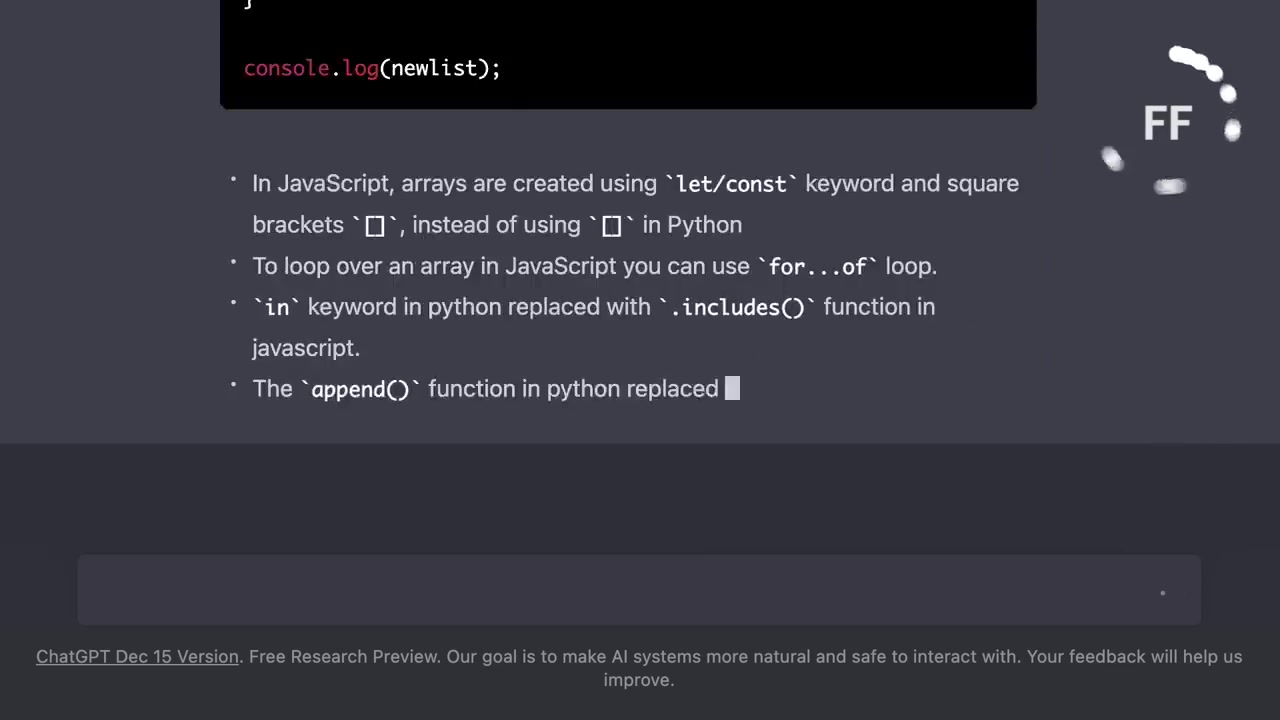 }
console.log(newlist);
FF
• In JavaScript, arrays are created using `let/const` keyword and square
brackets `[]`, instead of using `[]` in Python
• To loop over an array in JavaScript you can use `for...of` loop.
• `in` keyword in python replaced with `.includes()` function in
javascript.
• The `append()` function in python replaced
ChatGPT Dec 15 Version. Free Research Preview. Our goal is to make AI systems more natural and safe to interact with. Your feedback will help us
improve.